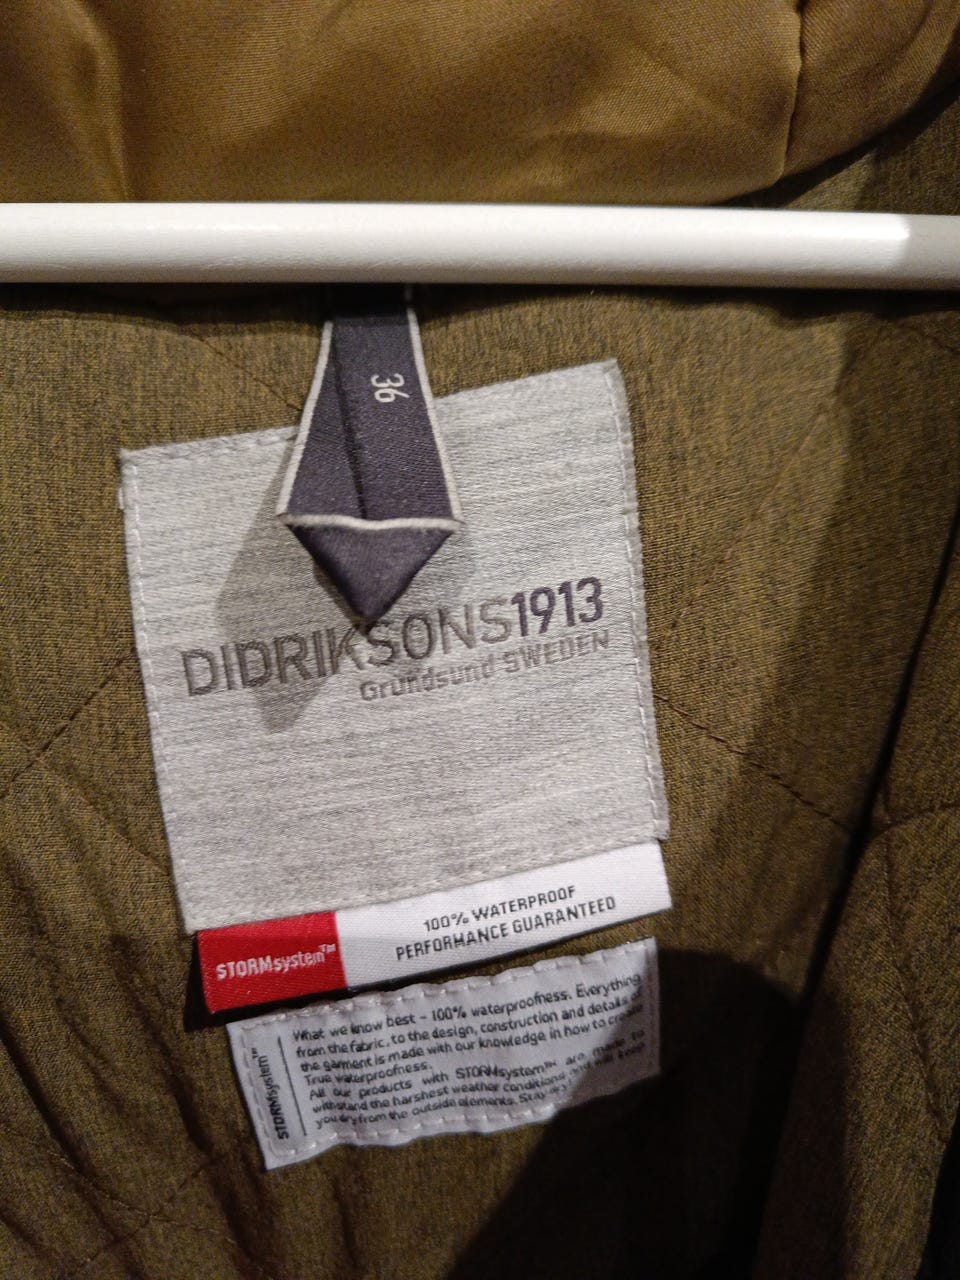 36
DIDRIKSONS1913
Grundsund SWEDEN
STORMsystem™
100% WATERPROOF
PERFORMANCE GUARANTEED
STORMsystem™
What we know best - 100% waterproofness. Everything
from the fabric, to the design, construction and details of
the garment is made with our knowledge in how to create
True waterproofness.
All our products with STORMsystem™ are made to
withstand the harshest weather conditions and will keep
you dry from the outside elements. Stay dry!